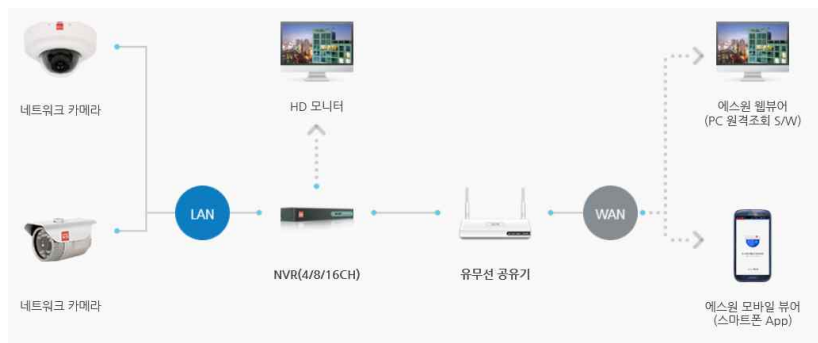 네트워크 카메라
HD 모니터
에스원 웹뷰어
(PC 원격조회 S/W)
LAN
WAN
NVR(4/8/16CH)
유무선 공유기
네트워크 카메라
에스원 모바일 뷰어
(스마트폰 App)